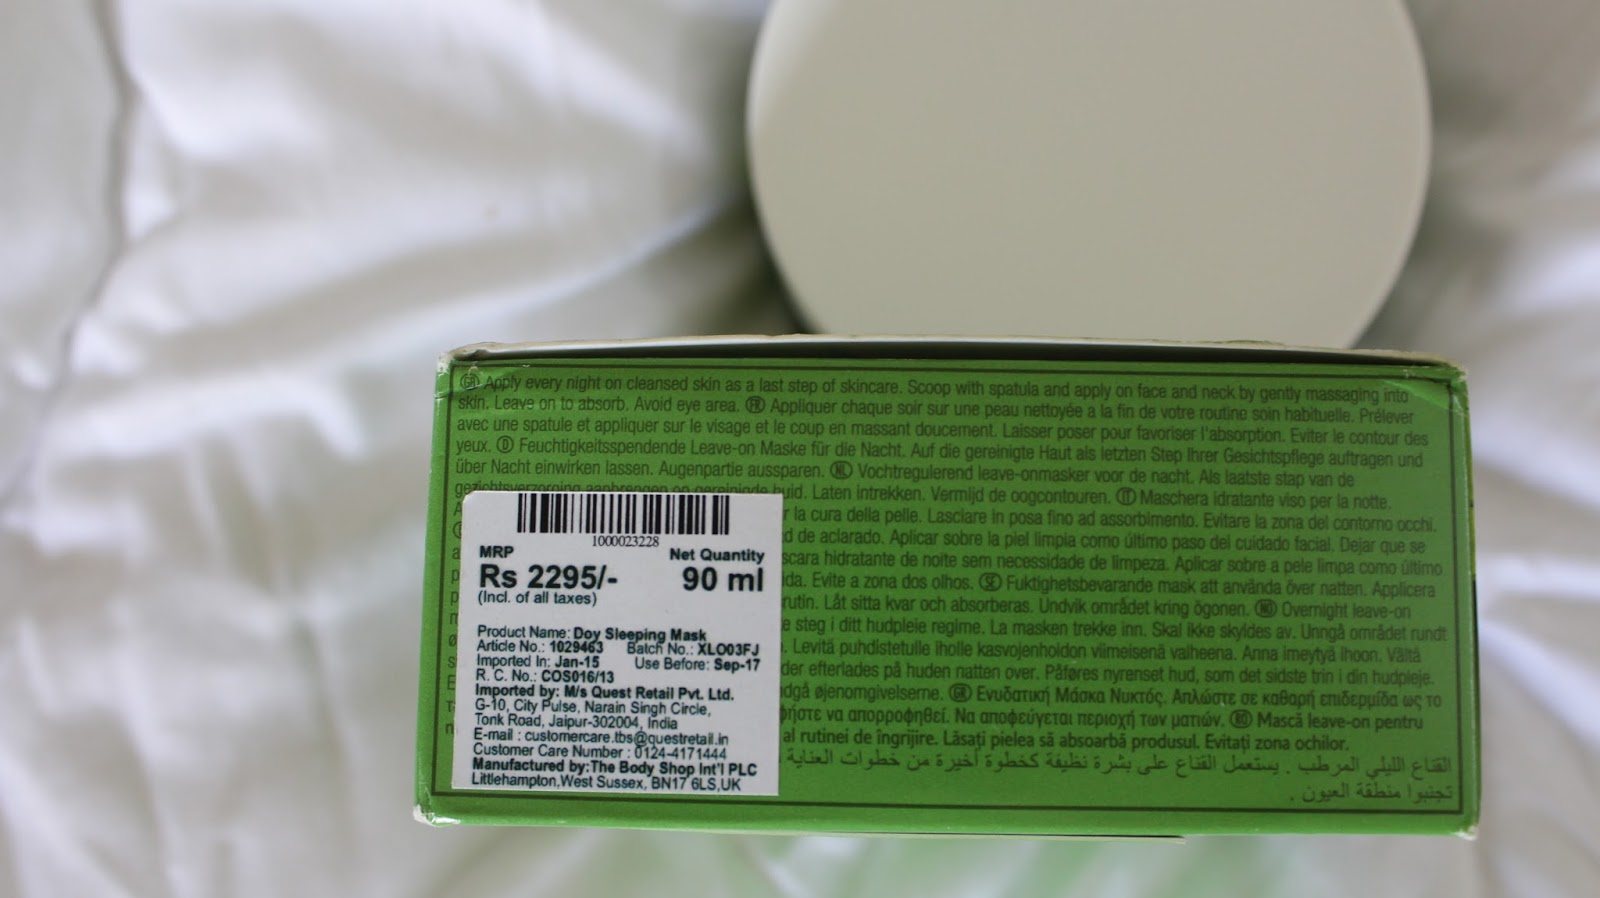 GB Apply every night on cleansed skin as a last step of skincare. Scoop with spatula and apply on face and neck by gently massaging into
skin. Leave on to absorb. Avoid eye area. FR Appliquer chaque soir sur une peau nettoyée a la fin de votre routine soin habituelle. Prélever
avec une spatule et appliquer sur le visage et le coup en massant doucement. Laisser poser pour favoriser l'absorption. Eviter le contour des
yeux. D Feuchtigkeitsspendende Leave-on Maske für die Nacht. Auf die gereinigte Haut als letzten Step Ihrer Gesichtspflege auftragen und
über Nacht einwirken lassen. Augenpartie aussparen. NL Vochtregulerend leave-onmasker voor de nacht. Als laatste stap van de
gezichtsverzorging aanbrengen op gereinigde huid. Laten intrekken. Vermijd de oogcontouren. IT Maschera idratante viso per la notte.
la cura della pelle. Lasciare in posa fino ad assorbimento. Evitare la zona del contorno occhi.
de aclarado. Aplicar sobre la piel limpia como último paso del cuidado facial. Dejar que se
scara hidratante de noite sem necessidade de limpeza. Aplicar sobre a pele limpa como último
ida. Evite a zona dos olhos. SE Fuktighetsbevarande mask att använda över natten. Applicera
rutin. Låt sitta kvar och absorberas. Undvik området kring ögonen. NO Overnight leave-on
steg i ditt hudpleie regime. La masken trekke inn. Skal ikke skyldes av. Unngå området rundt
Levitä puhdistetulle iholle kasvojenhoidon viimeisenä vaiheena. Anna imeytyä ihoon. Vältä
der efterlades på huden natten over. Påføres nyrenset hud, som det sidste trin i din hudpleje.
dgå øjenomgivelserne. GR Ενυδατική Μάσκα Νυκτός. Απλώστε σε καθαρή επιδερμίδα ως το
φήστε να απορροφηθεί. Να αποφεύγεται περιοχή των ματιών. RO Mască leave-on pentru
al rutinei de îngrijire. Lăsați pielea să absoarbă produsul. Evitați zona ochilor.
القناع الليلي المرطب . يستعمل القناع على بشرة نظيفة كخطوة أخيرة من خطوات العناية
تجنبوا منطقة العيون .
1000023228
MRP Net Quantity
Rs 2295/- 90 ml
(Incl. of all taxes)
Product Name: Doy Sleeping Mask
Article No.: 1029463 Batch No.: XLO03FJ
Imported In: Jan-15 Use Before: Sep-17
R. C. No.: COS016/13
Imported by: M/s Quest Retail Pvt. Ltd.
G-10, City Pulse, Narain Singh Circle,
Tonk Road, Jaipur-302004, India
E-mail : customercare.tbs@questretail.in
Customer Care Number : 0124-4171444
Manufactured by:The Body Shop Int'l PLC
Littlehampton,West Sussex, BN17 6LS,UK